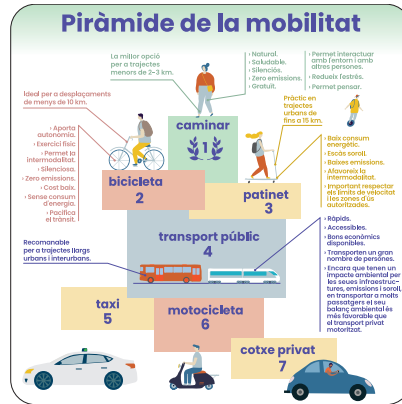 Piràmide de la mobilitat
La millor opció
per a trajectes
menors de 2-3 km.
› Natural.
› Saludable.
› Silenciós.
› Zero emissions.
› Gratuït.
› Permet interactuar
amb l'entorn i amb
altres persones.
› Redueix l'estrés.
› Permet pensar.
caminar
1
Ideal per a desplaçaments
de menys de 10 km.
› Aporta
autonomia.
› Exercici físic
› Permet la
intermodalitat.
› Silenciosa.
› Zero emissions.
› Cost baix.
› Sense consum
d'energia.
› Pacifica
el trànsit.
bicicleta
2
Pràctic en
trajectes
urbans de
fins a 15 km.
› Baix consum
energètic.
› Escàs soroll.
› Baixes emissions.
› Afavoreix la
intermodalitat.
› Important respectar
els límits de velocitat
i les zones d'ús
autoritzades.
patinet
3
transport públic
4
Recomanable
per a trajectes llargs
urbans i interurbans.
› Ràpids.
› Accessibles.
› Bons econòmics
disponibles.
› Transporten un gran
nombre de persones.
› Encara que tenen un
impacte ambiental per
les seues infraestruc-
tures, emissions i soroll,
en transportar a molts
passatgers el seu
balanç ambiental és
més favorable que
el transport privat
motoritzat.
taxi
5
motocicleta
6
cotxe privat
7